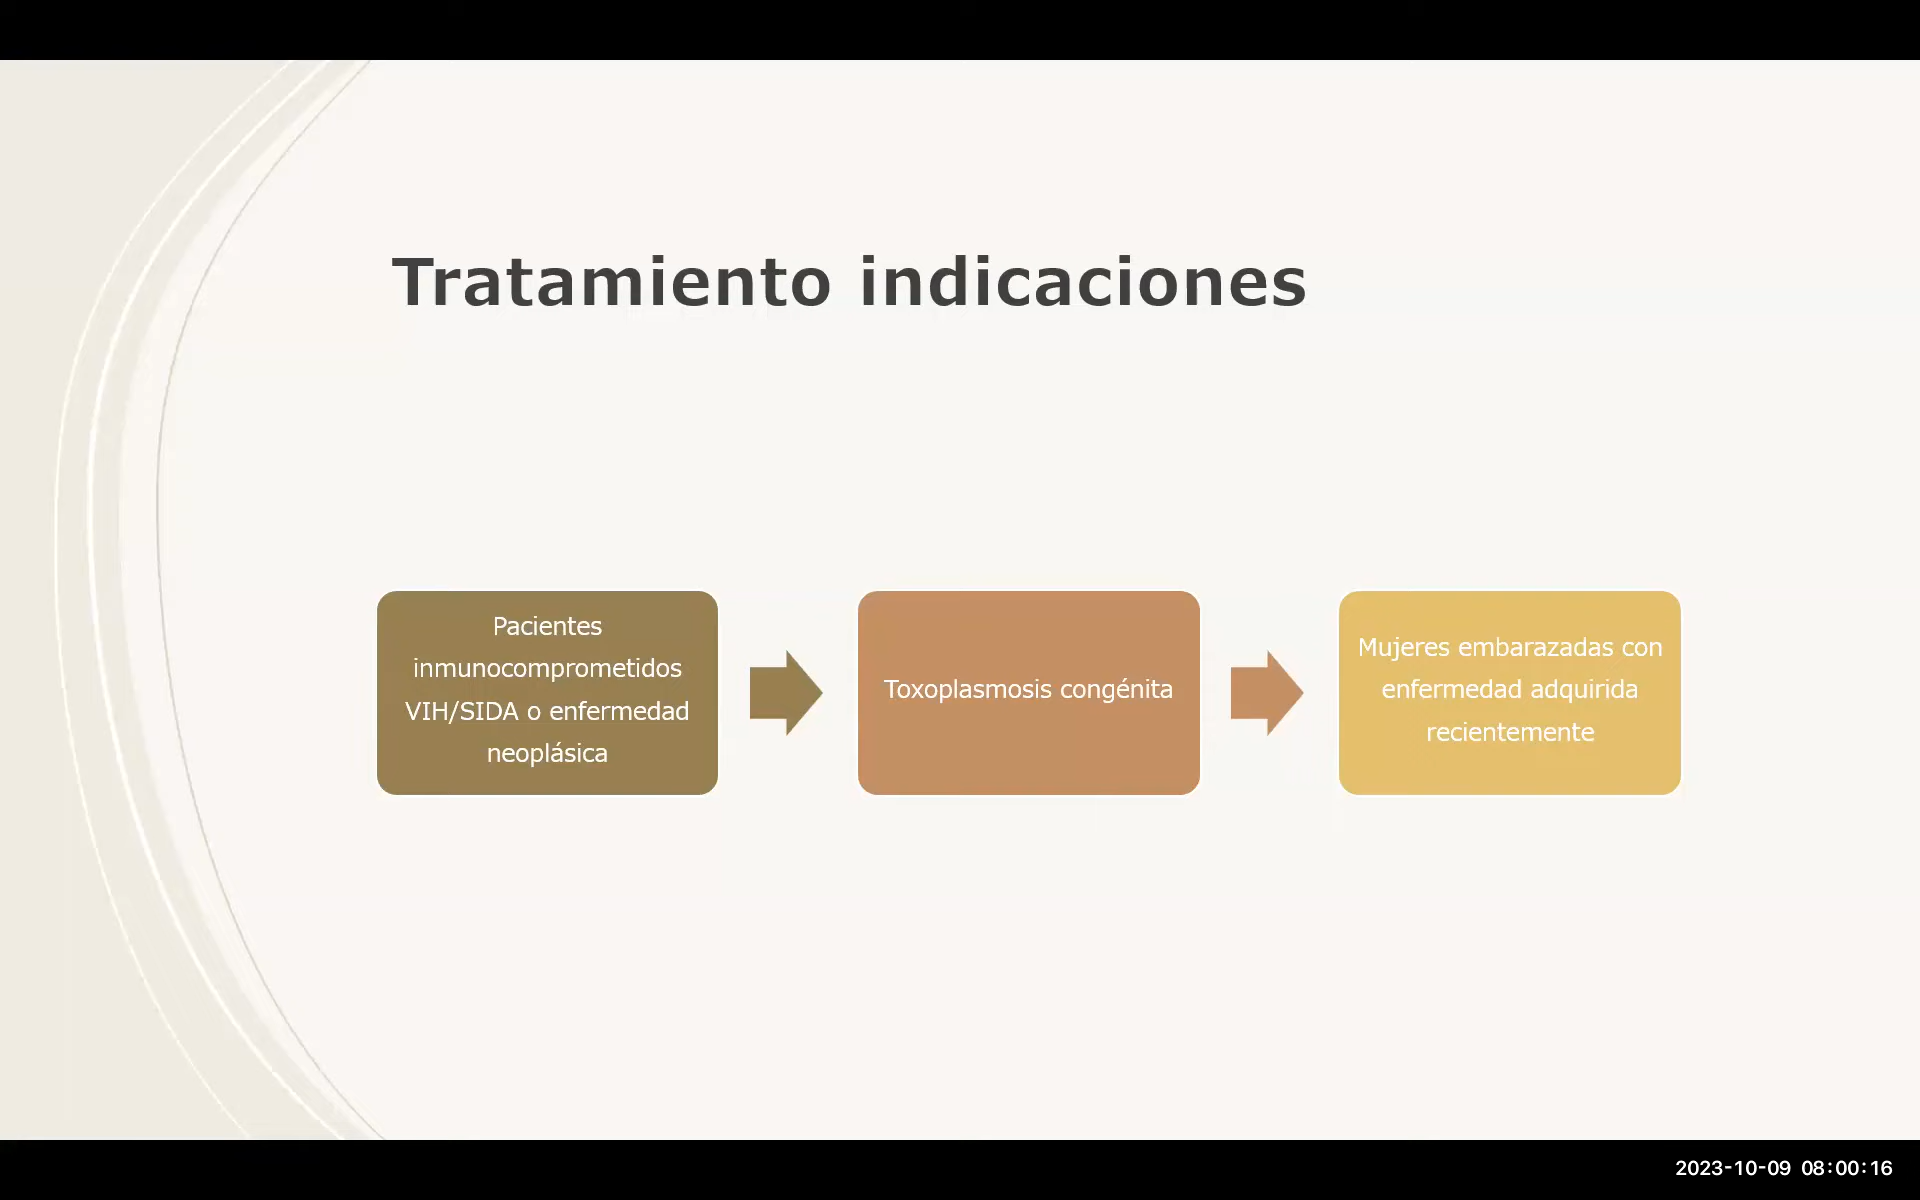 Tratamiento indicaciones
Pacientes
inmunocomprometidos
VIH/SIDA o enfermedad
neoplásica
Toxoplasmosis congénita
Mujeres embarazadas con
enfermedad adquirida
recientemente
2023-10-09 08:00:16